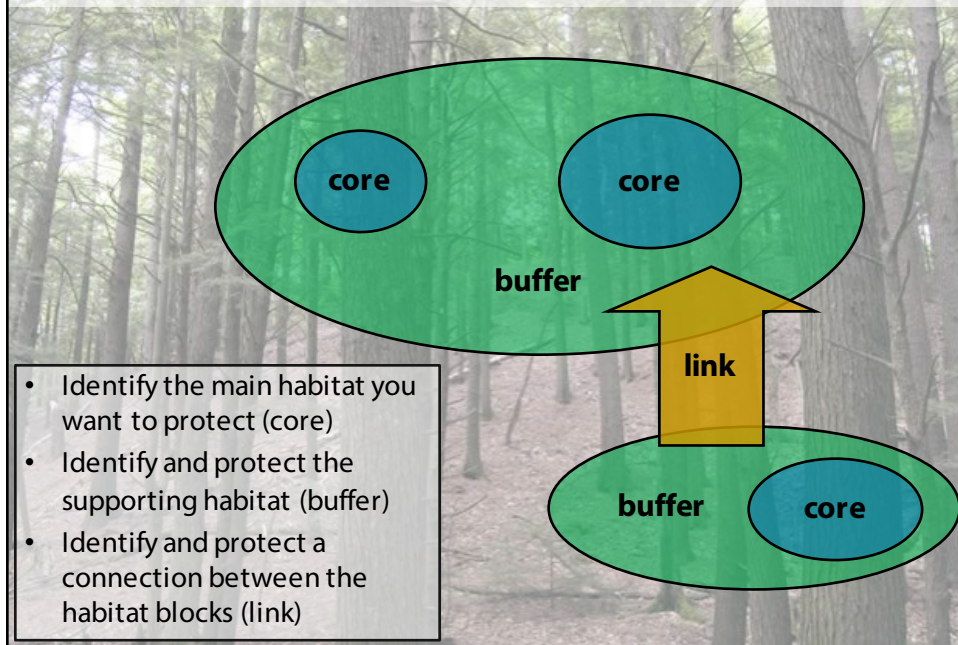 core
core
buffer
link
buffer
core
• Identify the main habitat you
want to protect (core)
• Identify and protect the
supporting habitat (buffer)
• Identify and protect a
connection between the
habitat blocks (link)